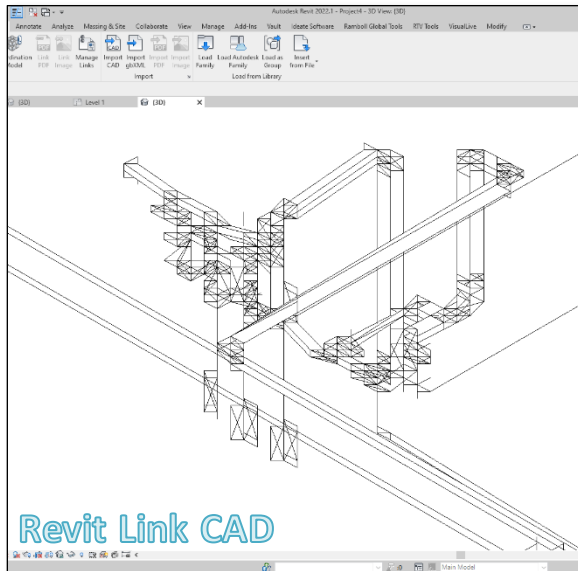 Autodesk Revit 2022.1 - Project4 - 3D View: {3D}
Annotate Analyze Massing & Site Collaborate View Manage Add-Ins Vault Ideate Software Ramboll Global Tools RTV Tools VisualLive Modify
Link Link Manage Import Import Import Import Load Load Autodesk Load as Insert
Model PDF Image Links CAD gbXML PDF Image Family Family Group from File
Import Load from Library
{3D} Level 1 {3D}
Revit Link CAD
Main Model